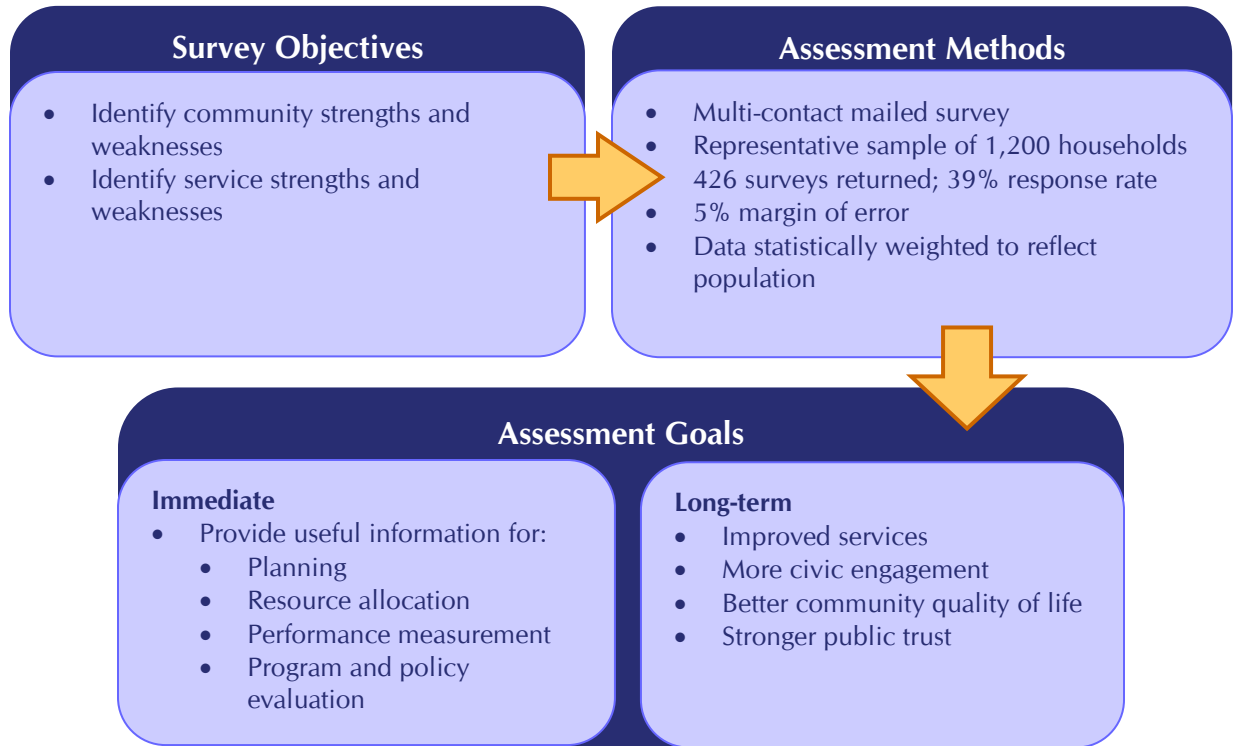 Survey Objectives
• Identify community strengths and
weaknesses
• Identify service strengths and
weaknesses
Assessment Methods
• Multi-contact mailed survey
• Representative sample of 1,200 households
426 surveys returned; 39% response rate
• 5% margin of error
• Data statistically weighted to reflect
population
Assessment Goals
Immediate
• Provide useful information for:
• Planning
• Resource allocation
• Performance measurement
• Program and policy
evaluation
Long-term
• Improved services
• More civic engagement
• Better community quality of life
• Stronger public trust